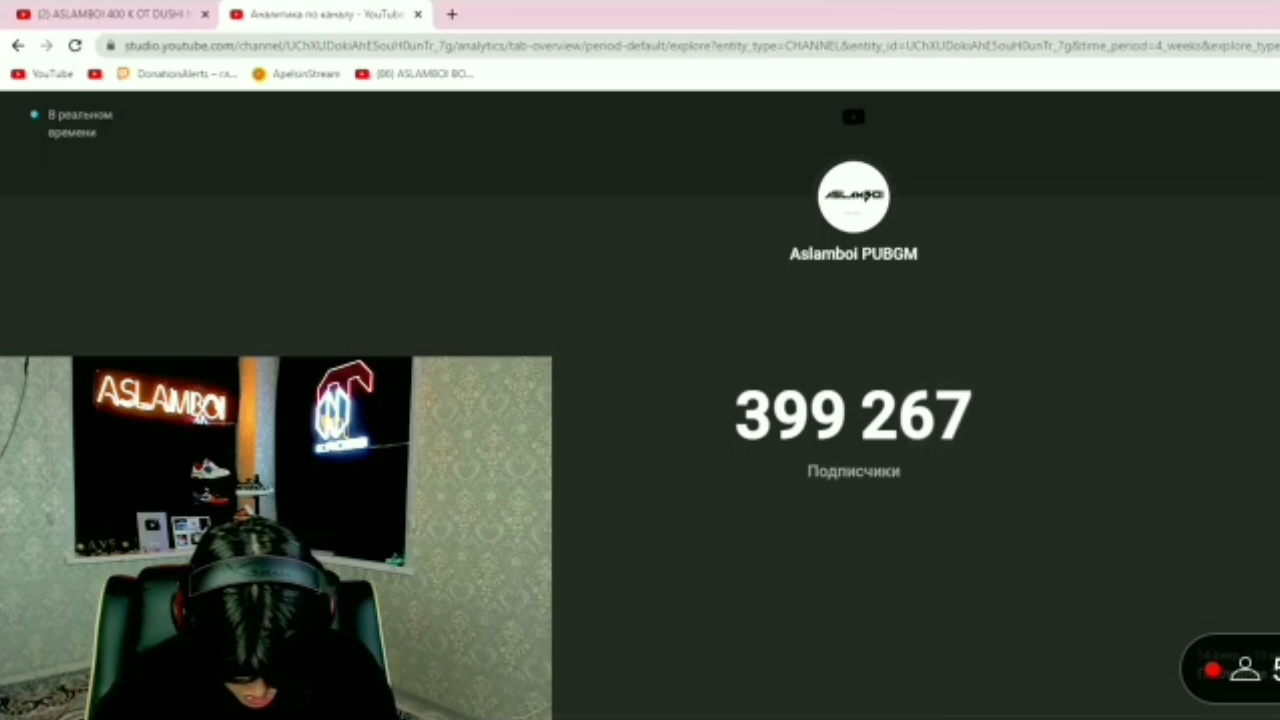 (2) ASLAMBOI 400 K OT DUSHI
Аналитика по каналу - YouTube
studio.youtube.com/channel/UChXUDokiAhE5ouH0unTr_7g/analytics/tab-overview/period-default/explore?entity_type=CHANNEL&entity_id=UChXUDokiAhE5ouH0unTr_7g&time_period=4_weeks&explore_type
YouTube
DonationAlerts – гл...
ApelsinStream
(86) ASLAMBOI BO...
В реальном
времени
ASLAMBOI
Aslamboi PUBGM
399 267
Подписчики
ASLAMBOI
5